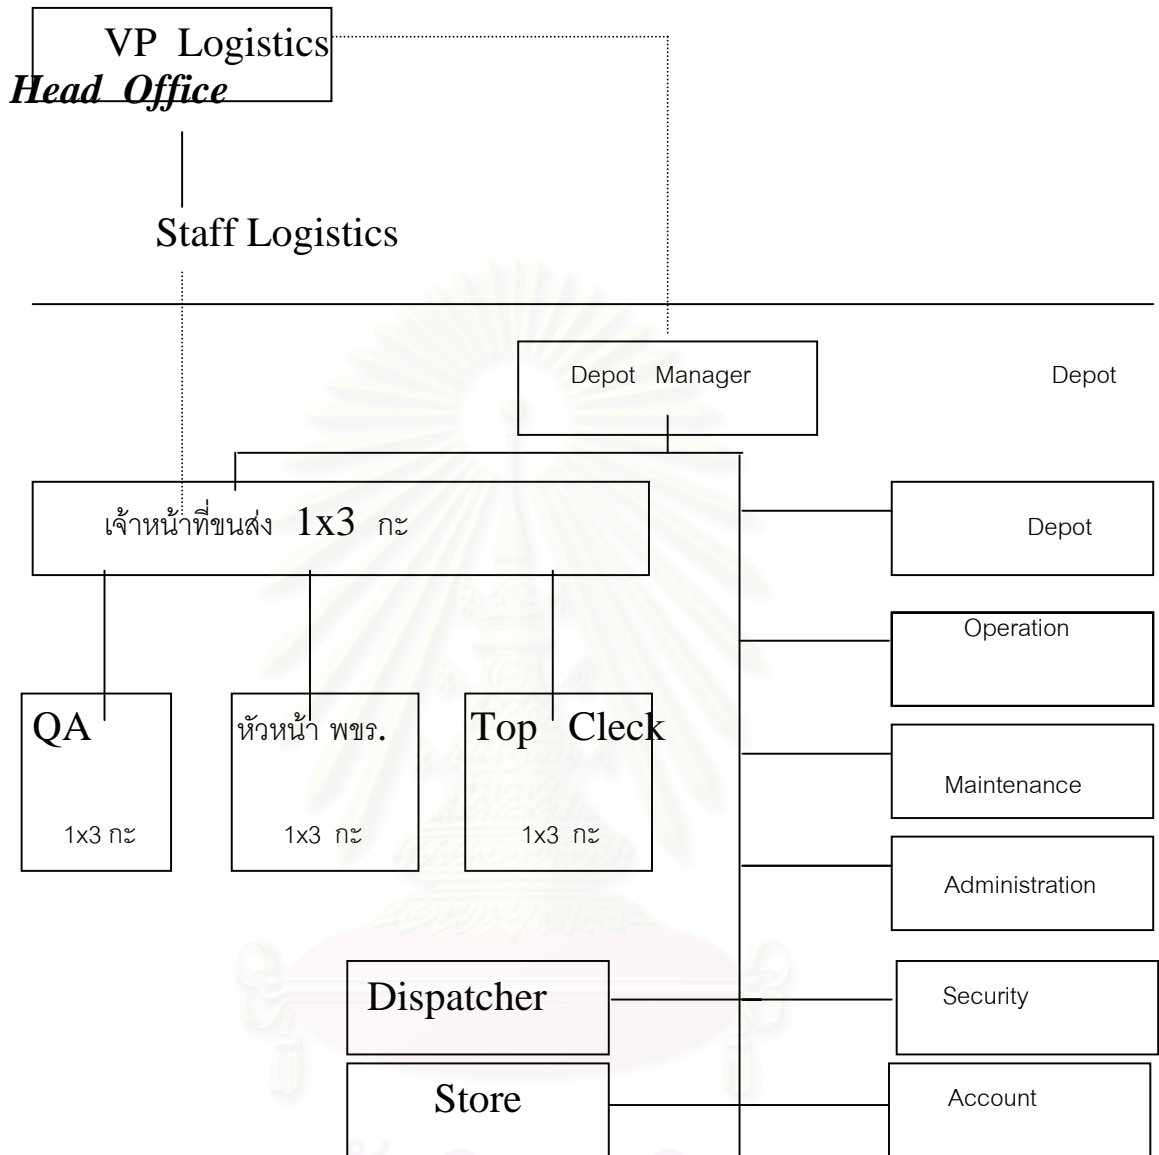 VP Logistics
Head Office
Staff Logistics
Depot Manager
Depot
เจ้าหน้าที่ขนส่ง 1x3 กะ
Depot
Operation
QA
1x3 กะ
หัวหน้า พขร.
1x3 กะ
Top Cleck
1x3 กะ
Maintenance
Administration
Dispatcher
Security
Store
Account